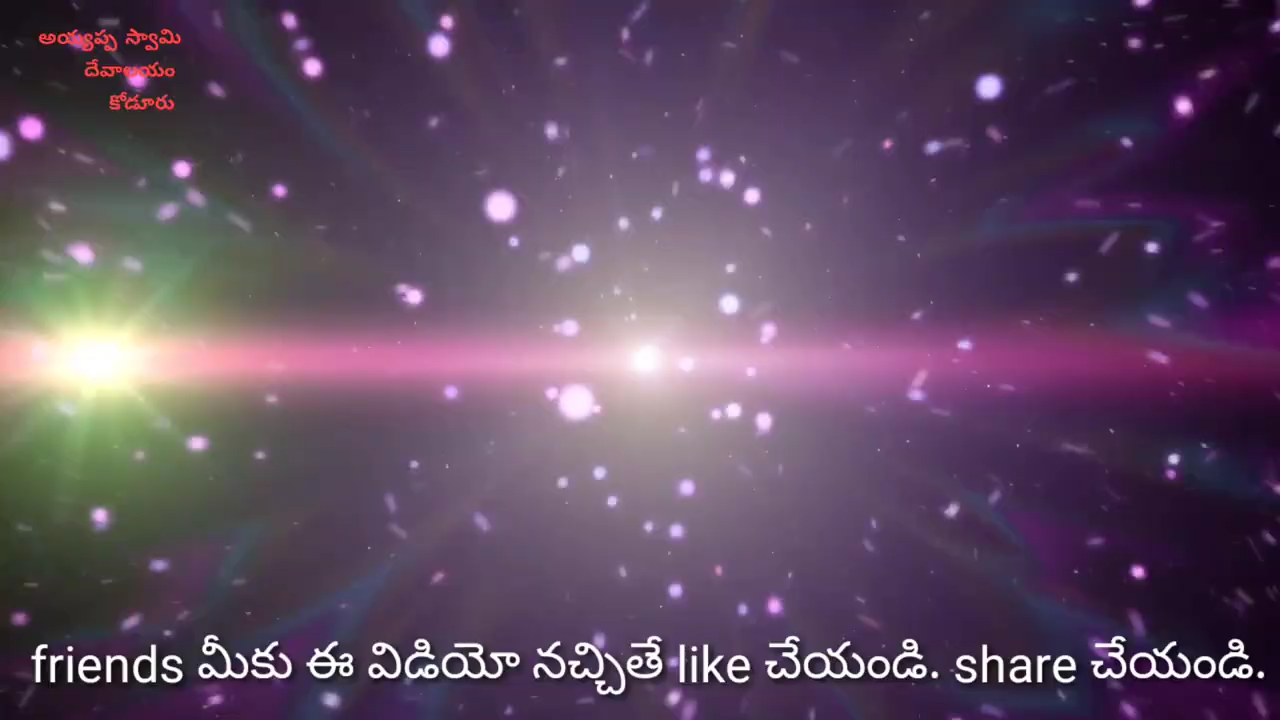 అయ్యప్ప స్వామి
దేవాలయం
కోడూరు
friends మీకు ఈ విడియో నచ్చితే like చేయండి. share చేయండి.